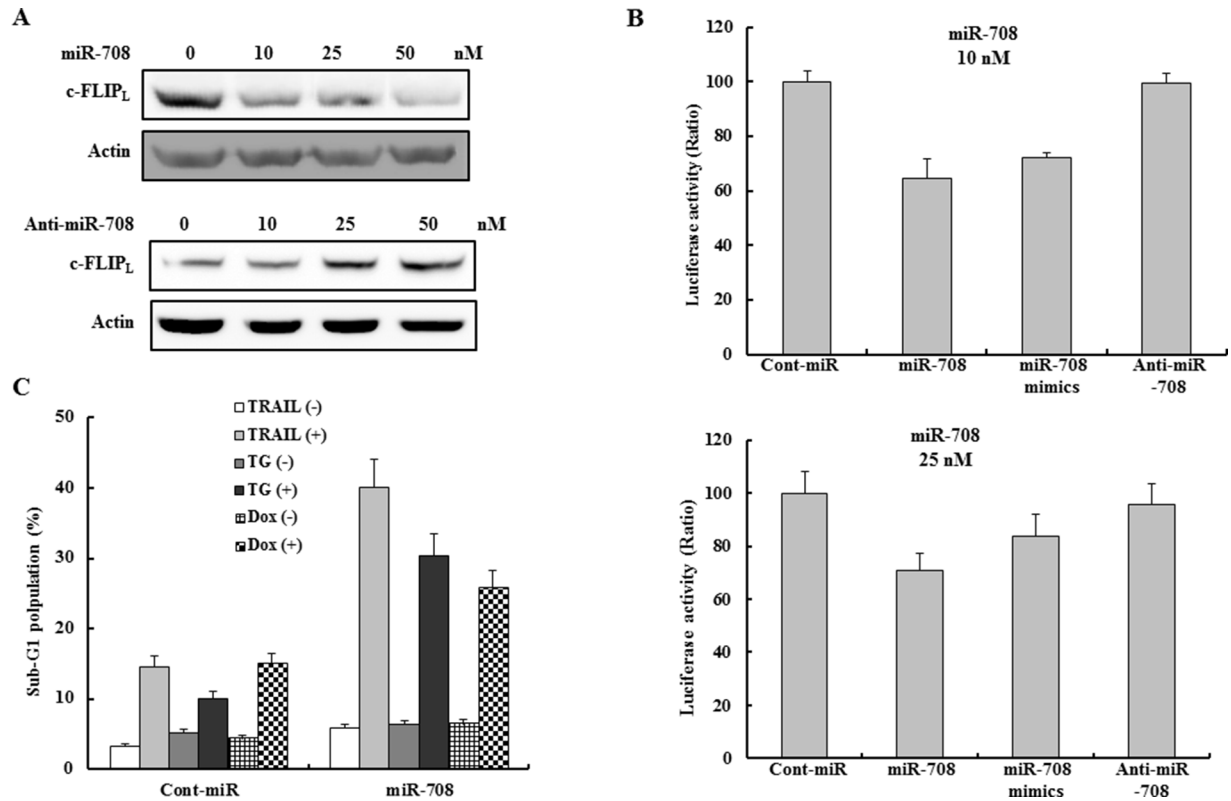 A
miR-708 0 10 25 50 nM
c-FLIPL
Actin
Anti-miR-708 0 10 25 50 nM
c-FLIPL
Actin
B
miR-708
10 nM
Luciferase activity (Ratio)
120
100
80
60
40
20
0
Cont-miR miR-708 miR-708 Anti-miR
mimics -708
miR-708
25 nM
Luciferase activity (Ratio)
120
100
80
60
40
20
0
Cont-miR miR-708 miR-708 Anti-miR
mimics -708
C
TRAIL (-)
TRAIL (+)
TG (-)
TG (+)
Dox (-)
Dox (+)
Sub-G1 polpulation (%)
50
40
30
20
10
0
Cont-miR miR-708